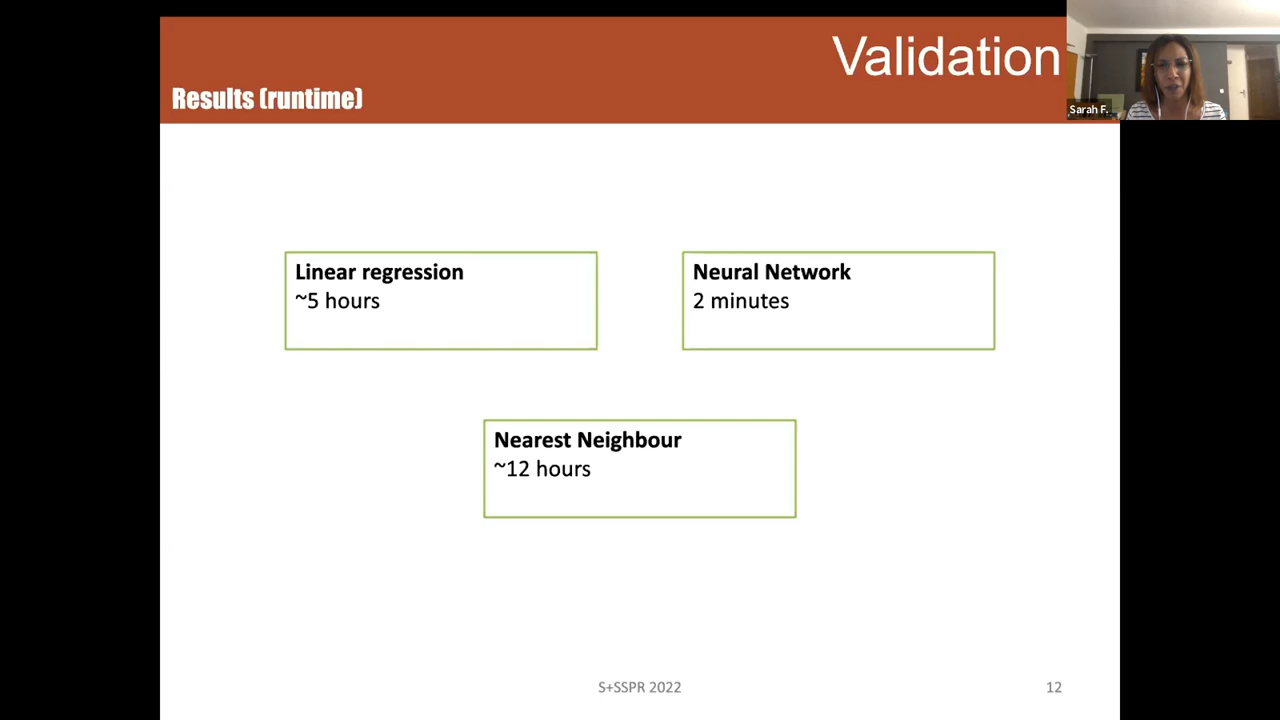 Validation
Results (runtime)
Sarah F.
Linear regression
~5 hours
Neural Network
2 minutes
Nearest Neighbour
~12 hours
S+SSPR 2022
12